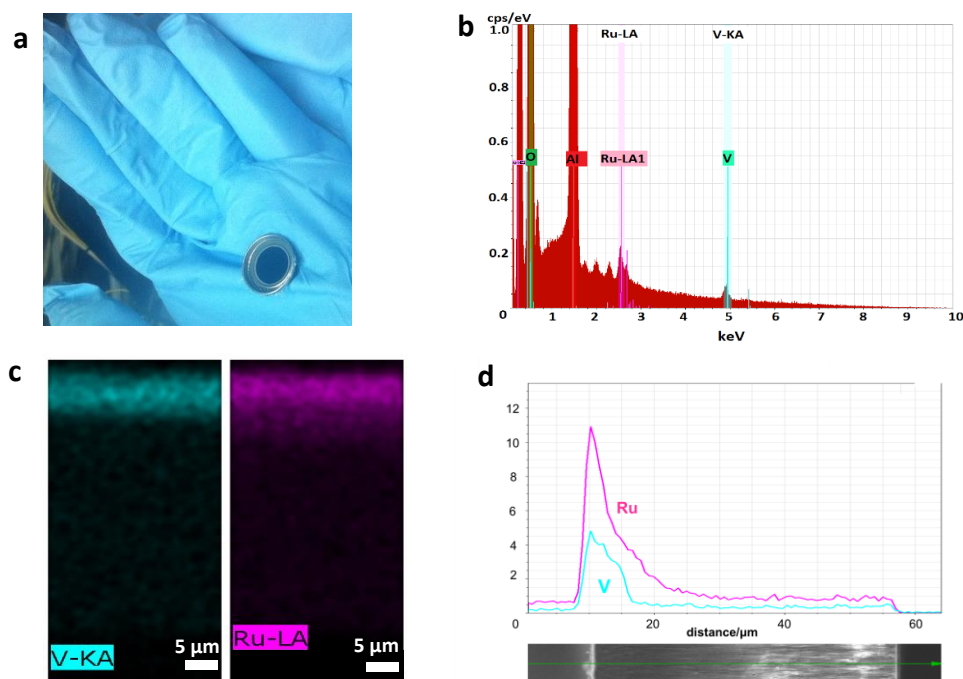 a
b
cps/eV
1.0
0.8
0.6
0.4
0.2
0
Ru-LA
V-KA
O
Al
Ru-LA1
V
1 2 3 4 5 6 7 8 9 10
keV
c
V-KA
5 µm
Ru-LA
5 µm
d
12
10
8
6
4
2
Ru
V
0 20 40 60
distance/µm